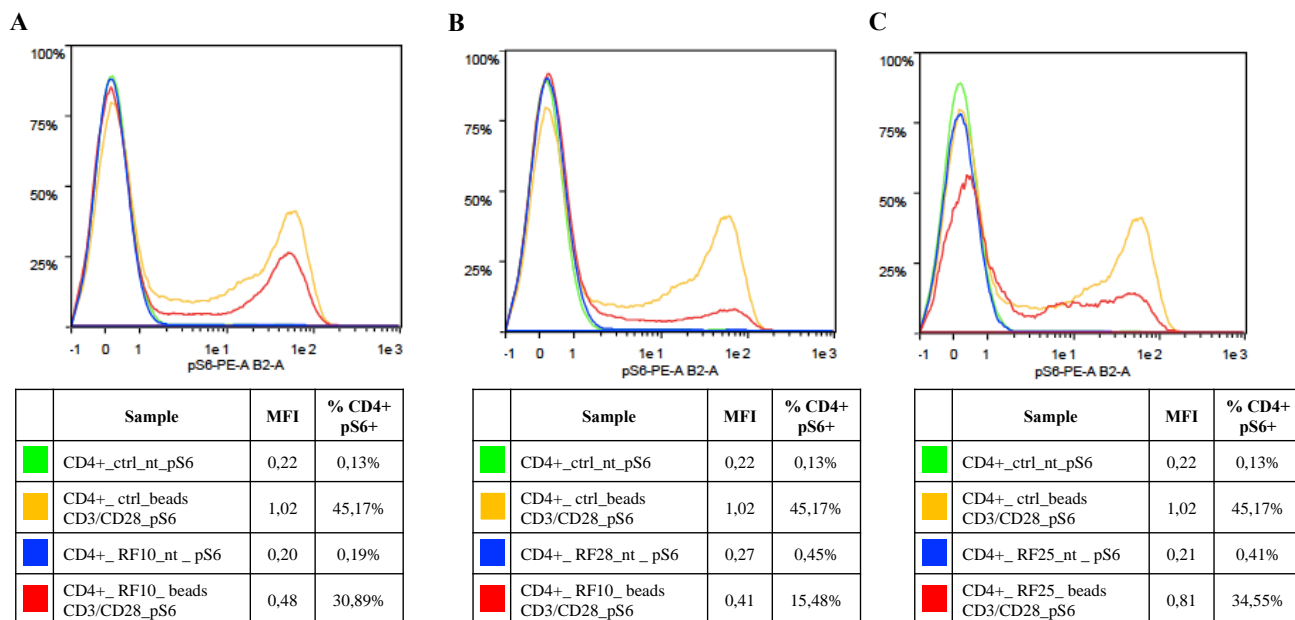 A
100%
75%
50%
25%
-1 0 1 1e1 1e2 1e3
pS6-PE-A B2-A
Sample MFI % CD4+
pS6+
CD4+_ctrl_nt_pS6 0,22 0,13%
CD4+_ ctrl_beads
CD3/CD28_pS6 1,02 45,17%
CD4+_ RF10_nt _ pS6 0,20 0,19%
CD4+_ RF10_ beads
CD3/CD28_pS6 0,48 30,89%
B
100%
75%
50%
25%
-1 0 1 1e1 1e2 1e3
pS6-PE-A B2-A
Sample MFI % CD4+
pS6+
CD4+_ctrl_nt_pS6 0,22 0,13%
CD4+_ ctrl_beads
CD3/CD28_pS6 1,02 45,17%
CD4+_ RF28_nt _ pS6 0,27 0,45%
CD4+_ RF10_ beads
CD3/CD28_pS6 0,41 15,48%
C
100%
75%
50%
25%
-1 0 1 1e1 1e2 1e3
pS6-PE-A B2-A
Sample MFI % CD4+
pS6+
CD4+_ctrl_nt_pS6 0,22 0,13%
CD4+_ ctrl_beads
CD3/CD28_pS6 1,02 45,17%
CD4+_ RF25_nt _ pS6 0,21 0,41%
CD4+_ RF25_ beads
CD3/CD28_pS6 0,81 34,55%